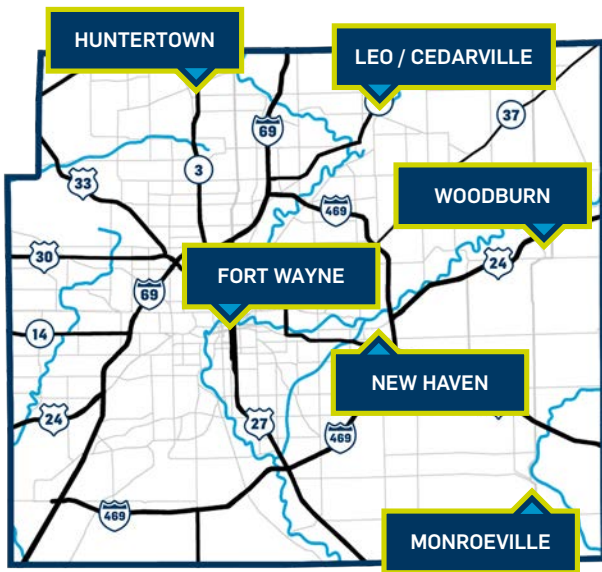 HUNTERTOWN
LEO / CEDARVILLE
37
69
3
33
WOODBURN
469
30
24
FORT WAYNE
69
14
NEW HAVEN
24
27
469
469
MONROEVILLE